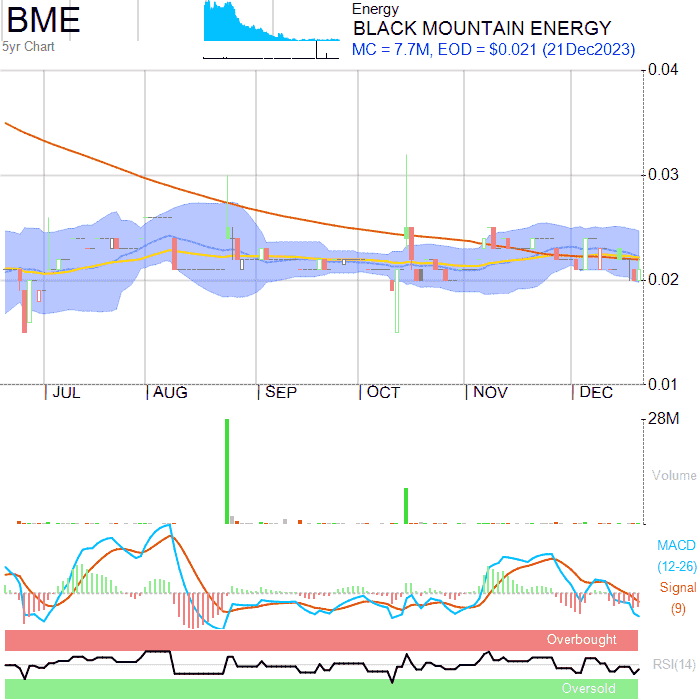 BME
5yr Chart
Energy
BLACK MOUNTAIN ENERGY
MC = 7.7M, EOD = $0.021 (21Dec2023)
0.04
0.03
0.02
0.01
JUL AUG SEP OCT NOV DEC
28M
Volume
MACD
(12-26)
Signal
(9)
Overbought
RSI(14)
Oversold